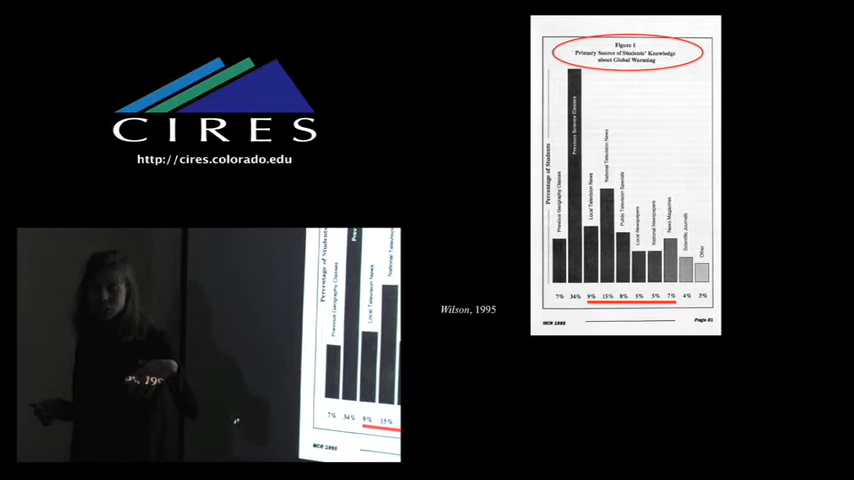 CIRES
http://cires.colorado.edu
Figure 1
Primary Source of Students' Knowledge
about Global Warming
Percentage of Students
Previous Geography Classes
Previous Science Classes
Local Television News
National Television News
Public Television Specials
Local Newspapers
National Newspapers
News Magazines
Scientific Journals
Other
7% 34% 9% 15% 8% 5% 5% 7% 4% 3%
MCR 1995
Page 81
Wilson, 1995
Percentage of Students
Previous Geography Classes
Local Television News
7% 34% 9% 15%
MCR 1995